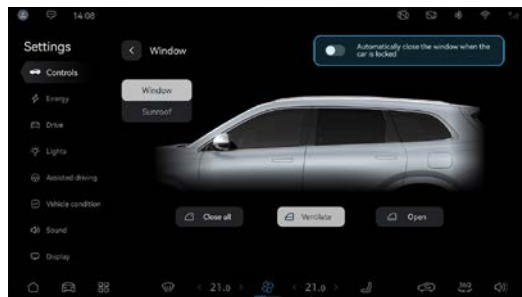 14:08
Settings
Window
Automatically close the window when the
car is locked
Controls
Energy
Drive
Lights
Assisted driving
Vehicle condition
Sound
Display
Window
Sunroof
Close all
Ventilate
Open
21.0
21.0
360